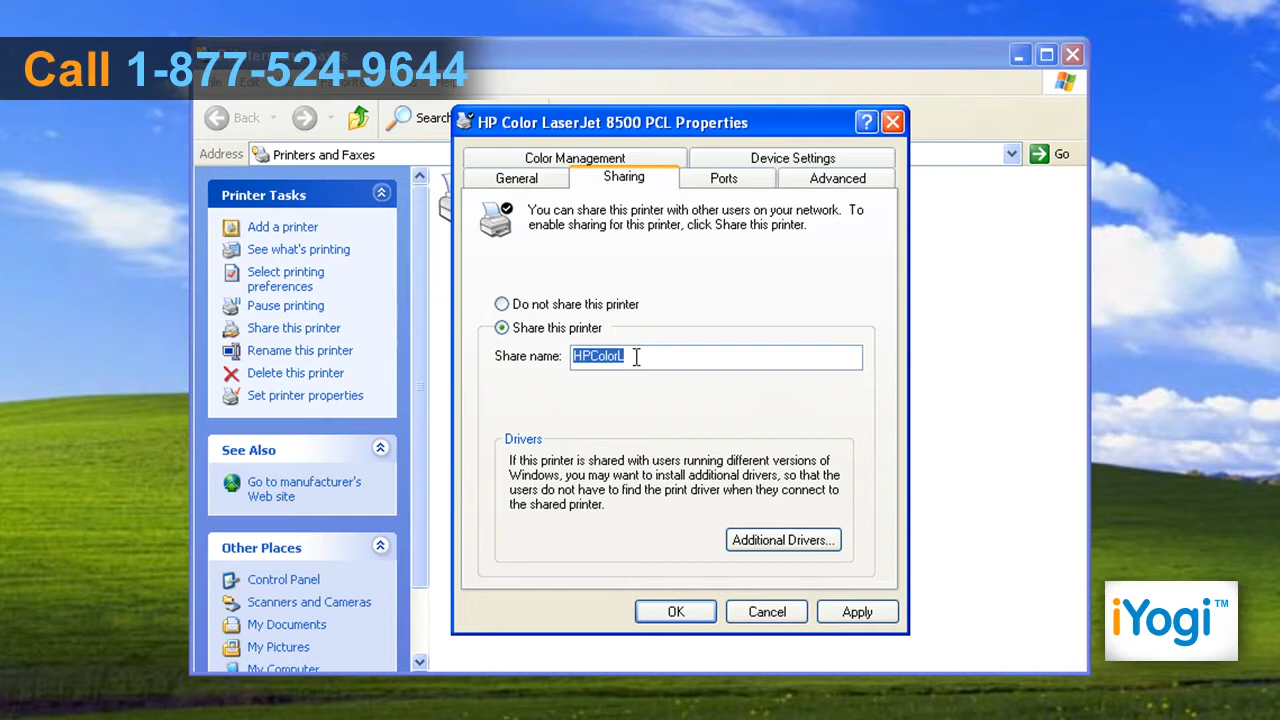 Call 1-877-524-9644
Back
Search
Address Printers and Faxes
Go
Printer Tasks
Add a printer
See what's printing
Select printing
preferences
Pause printing
Share this printer
Rename this printer
Delete this printer
Set printer properties
See Also
Go to manufacturer's
Web site
Other Places
Control Panel
Scanners and Cameras
My Documents
My Pictures
My Computer
HP Color LaserJet 8500 PCL Properties
Color Management
Device Settings
General
Sharing
Ports
Advanced
You can share this printer with other users on your network. To
enable sharing for this printer, click Share this printer.
Do not share this printer
Share this printer
Share name: HPColorL
Drivers
If this printer is shared with users running different versions of
Windows, you may want to install additional drivers, so that the
users do not have to find the print driver when they connect to
the shared printer.
Additional Drivers...
OK
Cancel
Apply
iYogi™